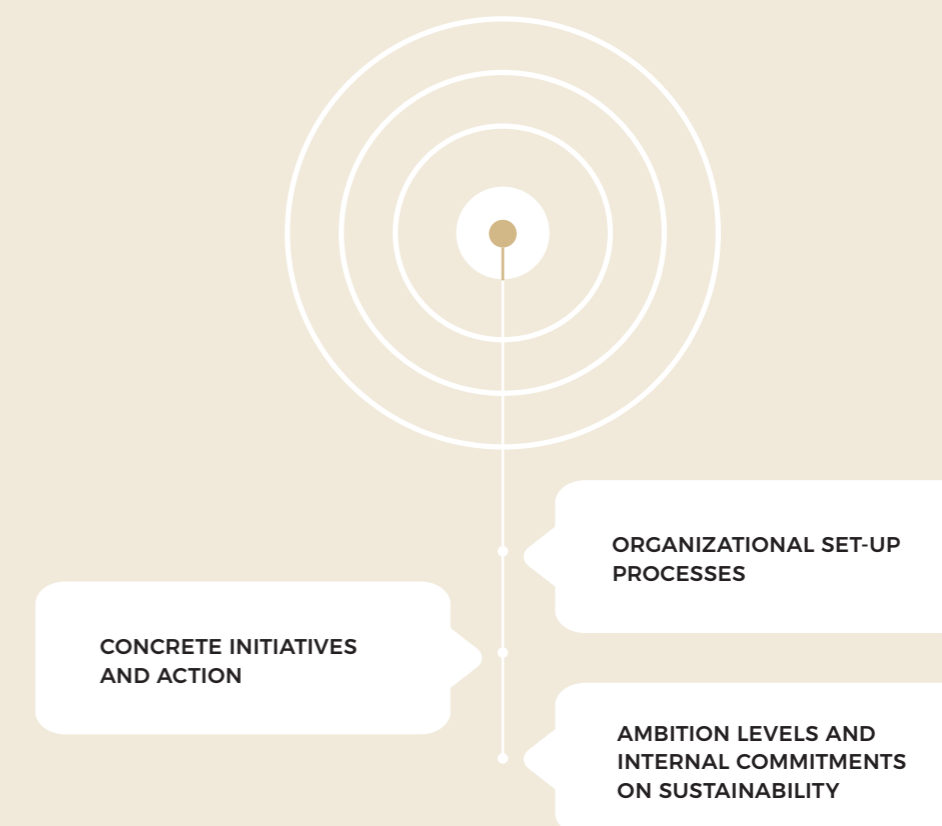 ORGANIZATIONAL SET-UP
PROCESSES
CONCRETE INITIATIVES
AND ACTION
AMBITION LEVELS AND
INTERNAL COMMITMENTS
ON SUSTAINABILITY